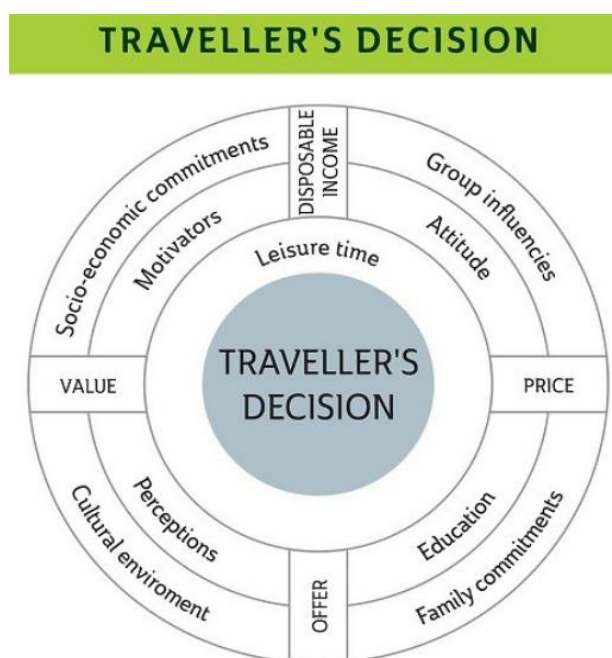 TRAVELLER'S DECISION
Socio-economic commitments
DISPOSABLE
INCOME
Group influencies
Motivators
Attitude
Leisure time
TRAVELLER'S
DECISION
VALUE
PRICE
Perceptions
Education
Cultural enviroment
OFFER
Family commitments